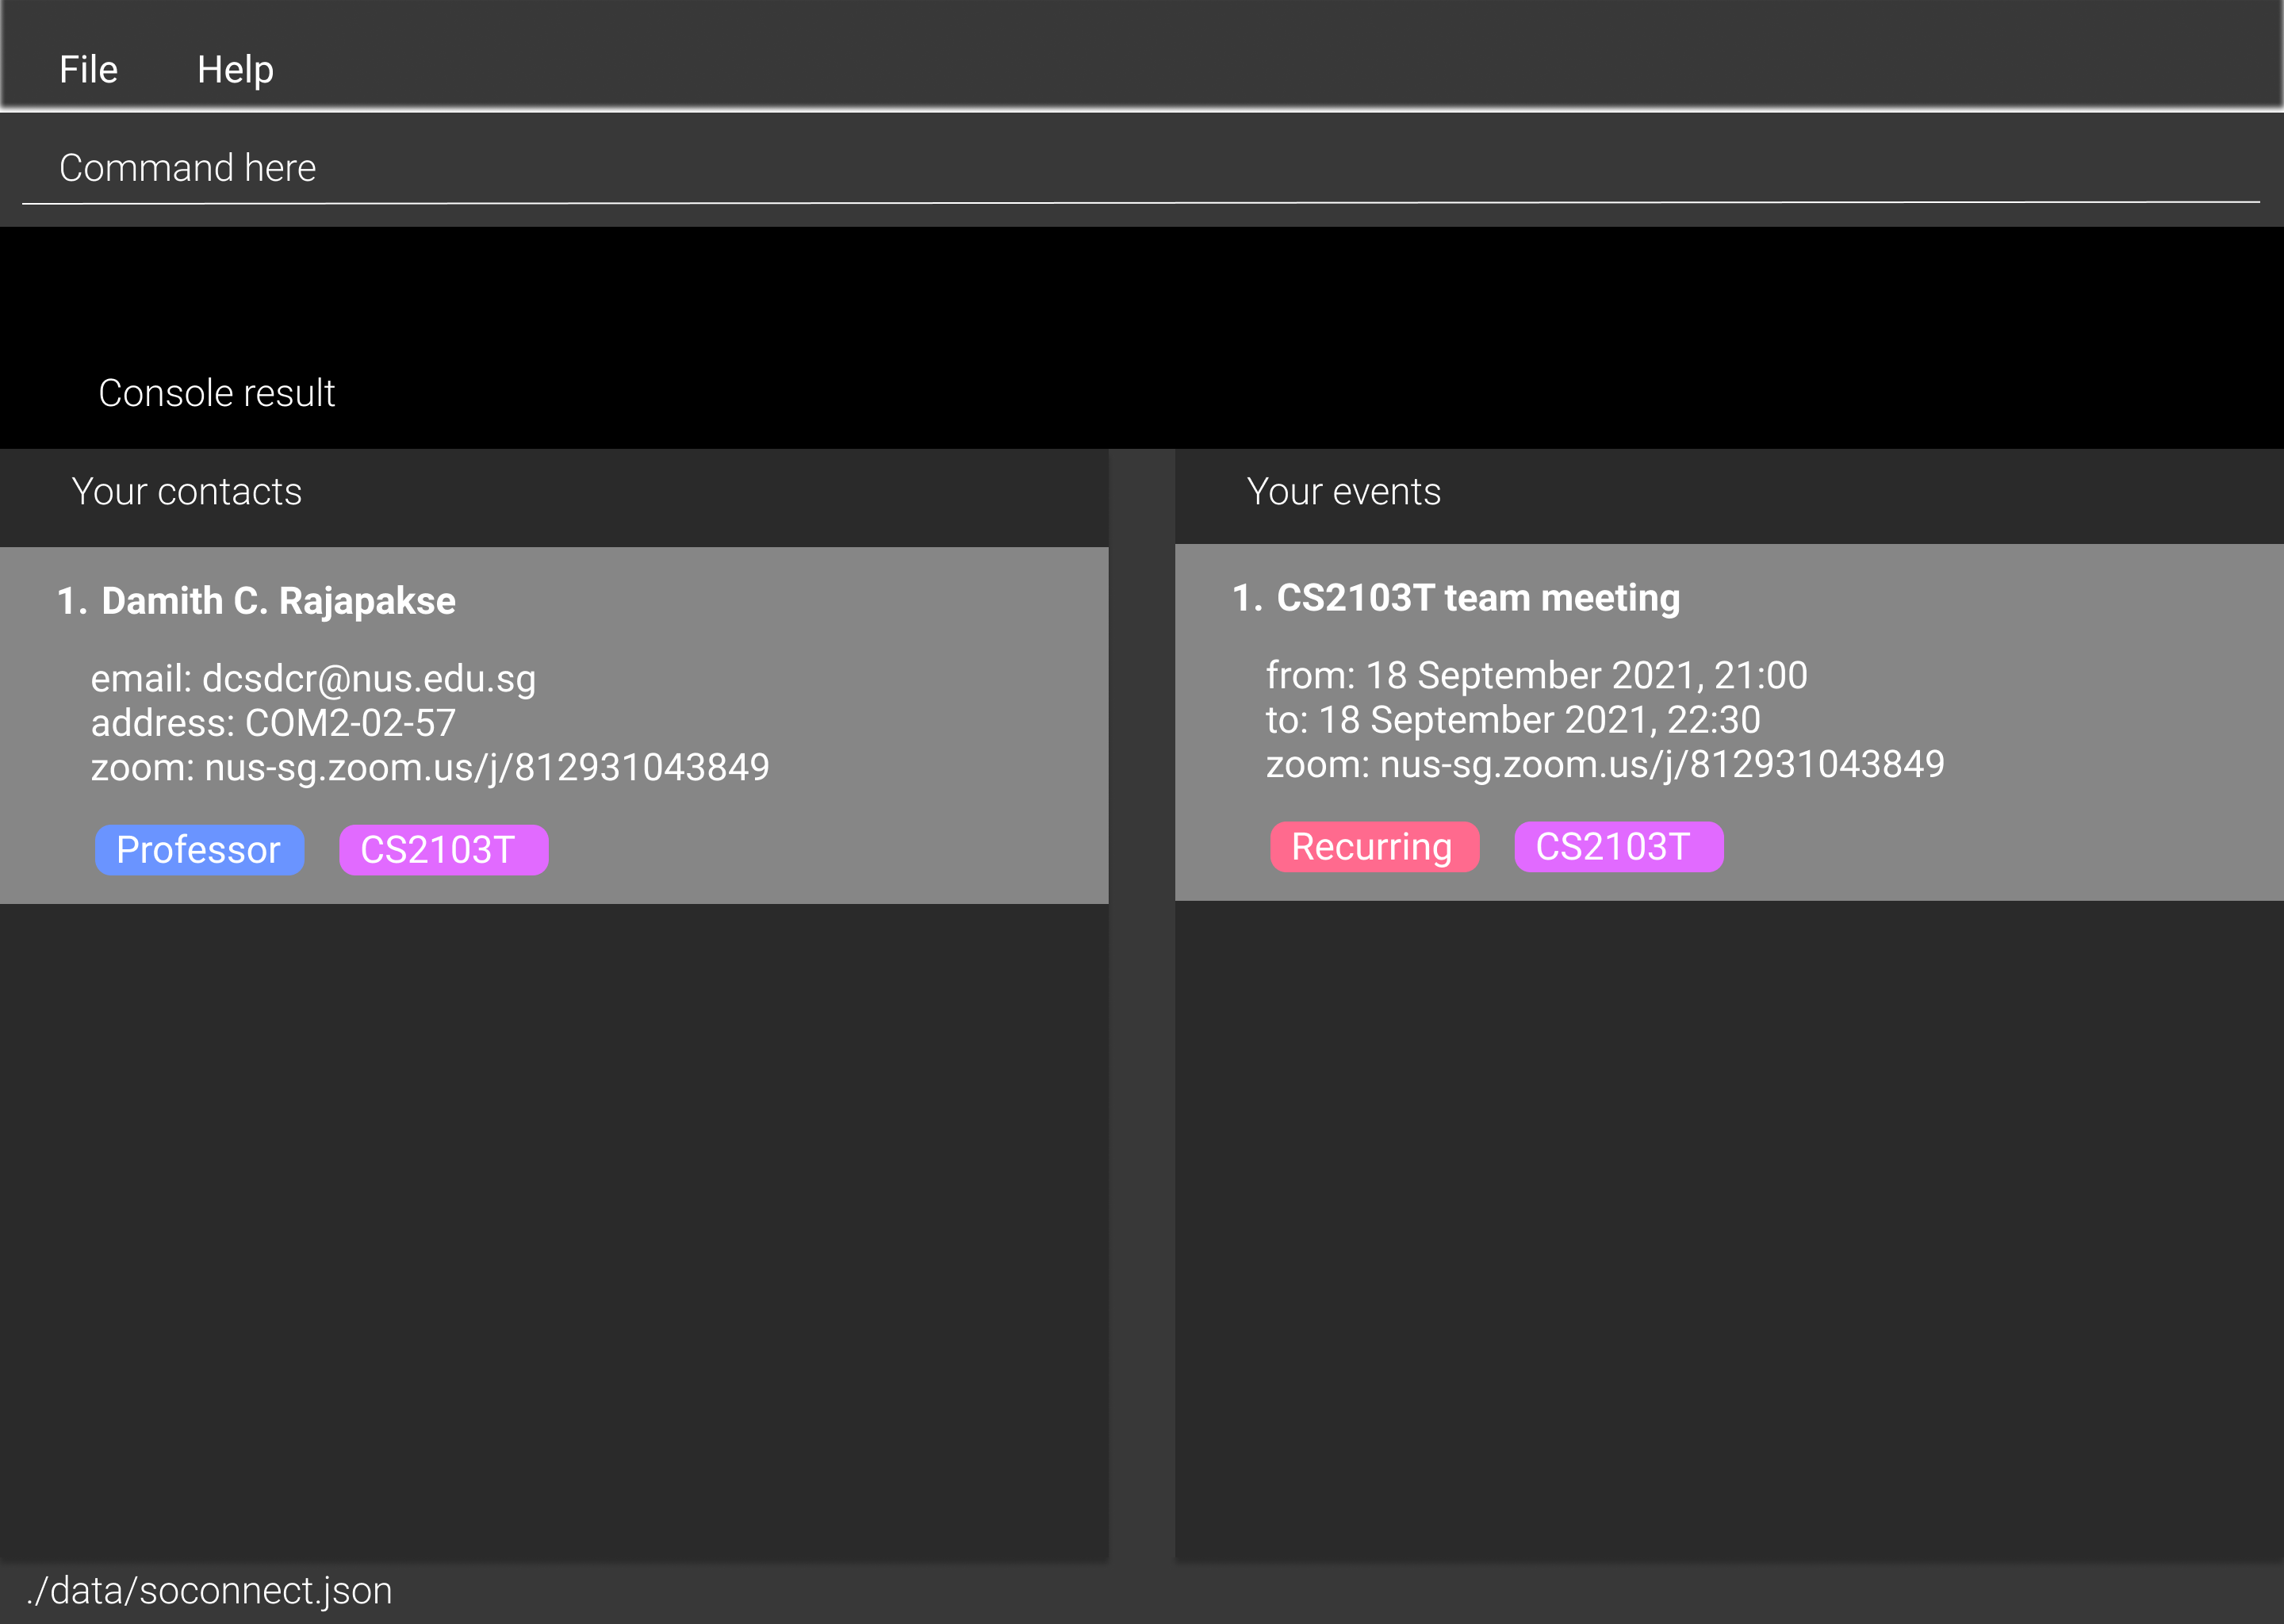 File Help
Command here
Console result
Your contacts
1. Damith C. Rajapakse
email: dcsdcr@nus.edu.sg
address: COM2-02-57
zoom: nus-sg.zoom.us/j/812931043849
Professor CS2103T
Your events
1. CS2103T team meeting
from: 18 September 2021, 21:00
to: 18 September 2021, 22:30
zoom: nus-sg.zoom.us/j/812931043849
Recurring CS2103T
./data/soconnect.json